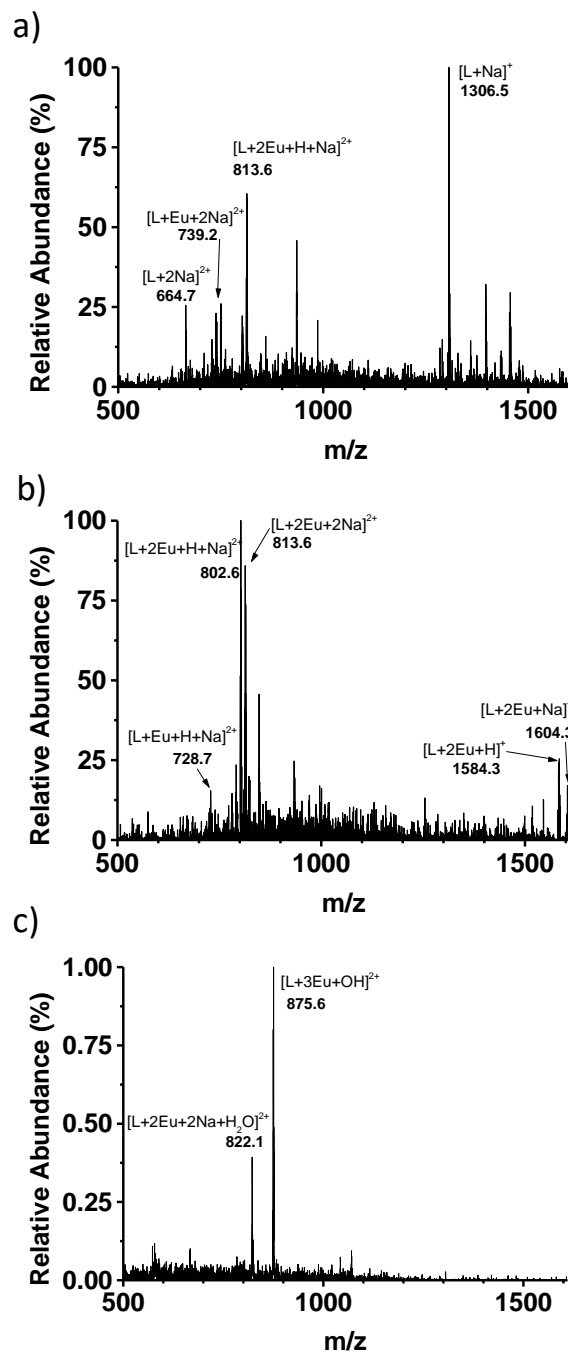 a)
[L+Na]+
1306.5
[L+2Eu+H+Na]2+
813.6
[L+Eu+2Na]2+
739.2
[L+2Na]2+
664.7
100
75
50
25
0
Relative Abundance (%)
500 1000 1500
m/z
b)
[L+2Eu+H+Na]2+
802.6
[L+2Eu+2Na]2+
813.6
[L+Eu+H+Na]2+
728.7
[L+2Eu+Na]
1604.3
[L+2Eu+H]+
1584.3
100
75
50
25
0
Relative Abundance (%)
500 1000 1500
m/z
c)
[L+3Eu+OH]2+
875.6
[L+2Eu+2Na+H2O]2+
822.1
1.00
0.75
0.50
0.25
0.00
Relative Abundance (%)
500 1000 1500
m/z